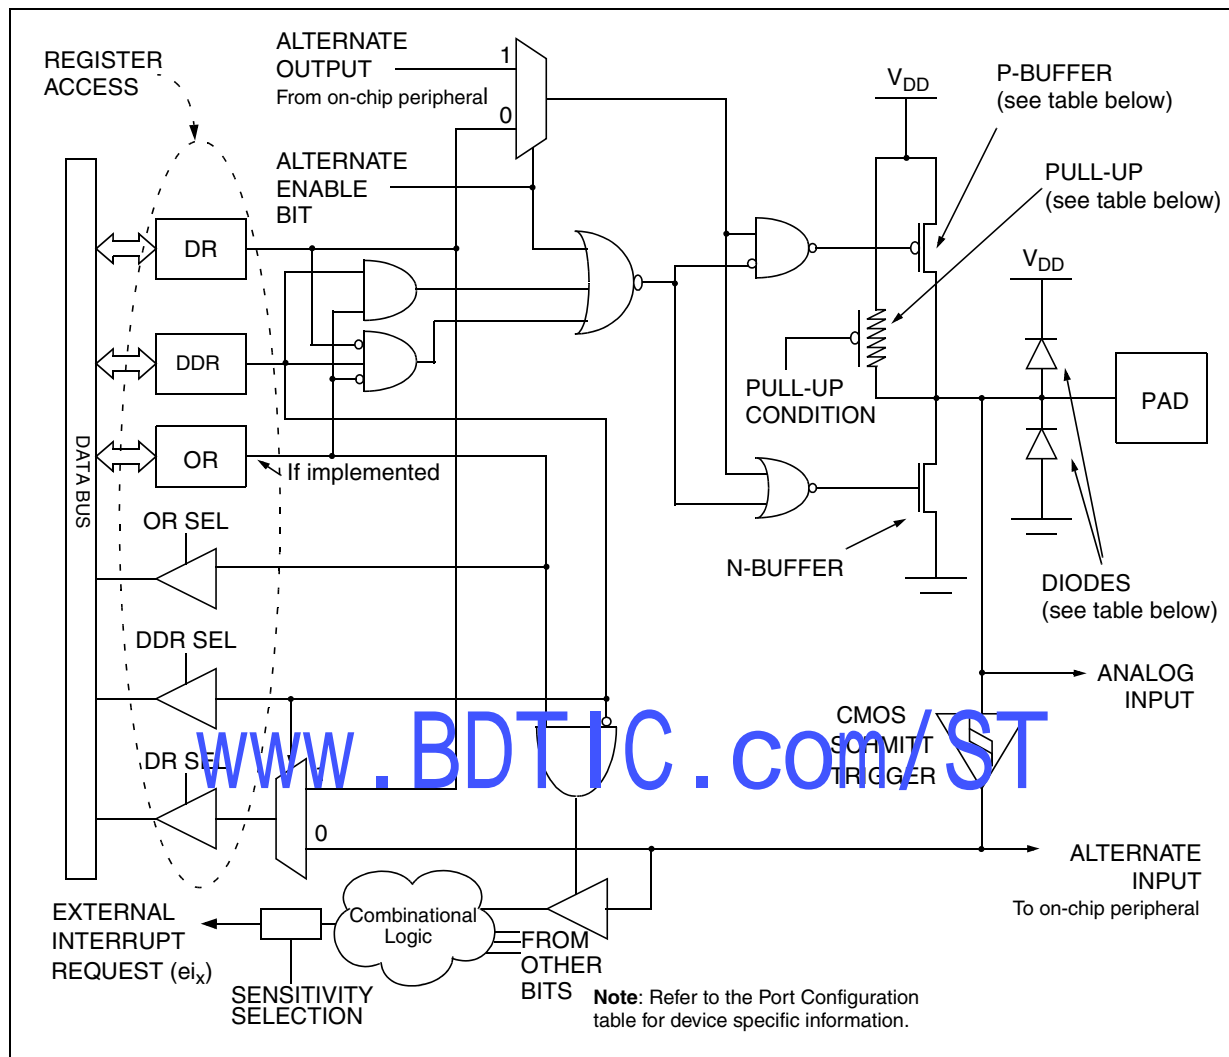 REGISTER
ACCESS
ALTERNATE
OUTPUT
From on-chip peripheral
1
0
ALTERNATE
ENABLE
BIT
VDD
P-BUFFER
(see table below)
PULL-UP
(see table below)
VDD
DR
DDR
OR
If implemented
DATA BUS
PULL-UP
CONDITION
PAD
OR SEL
N-BUFFER
DIODES
(see table below)
DDR SEL
ANALOG
INPUT
CMOS
SCHMITT
TRIGGER
www.BDTIC.com/ST
DR SEL
1
0
ALTERNATE
INPUT
To on-chip peripheral
EXTERNAL
INTERRUPT
REQUEST (eix)
Combinational
Logic
FROM
OTHER
BITS
SENSITIVITY
SELECTION
Note: Refer to the Port Configuration
table for device specific information.